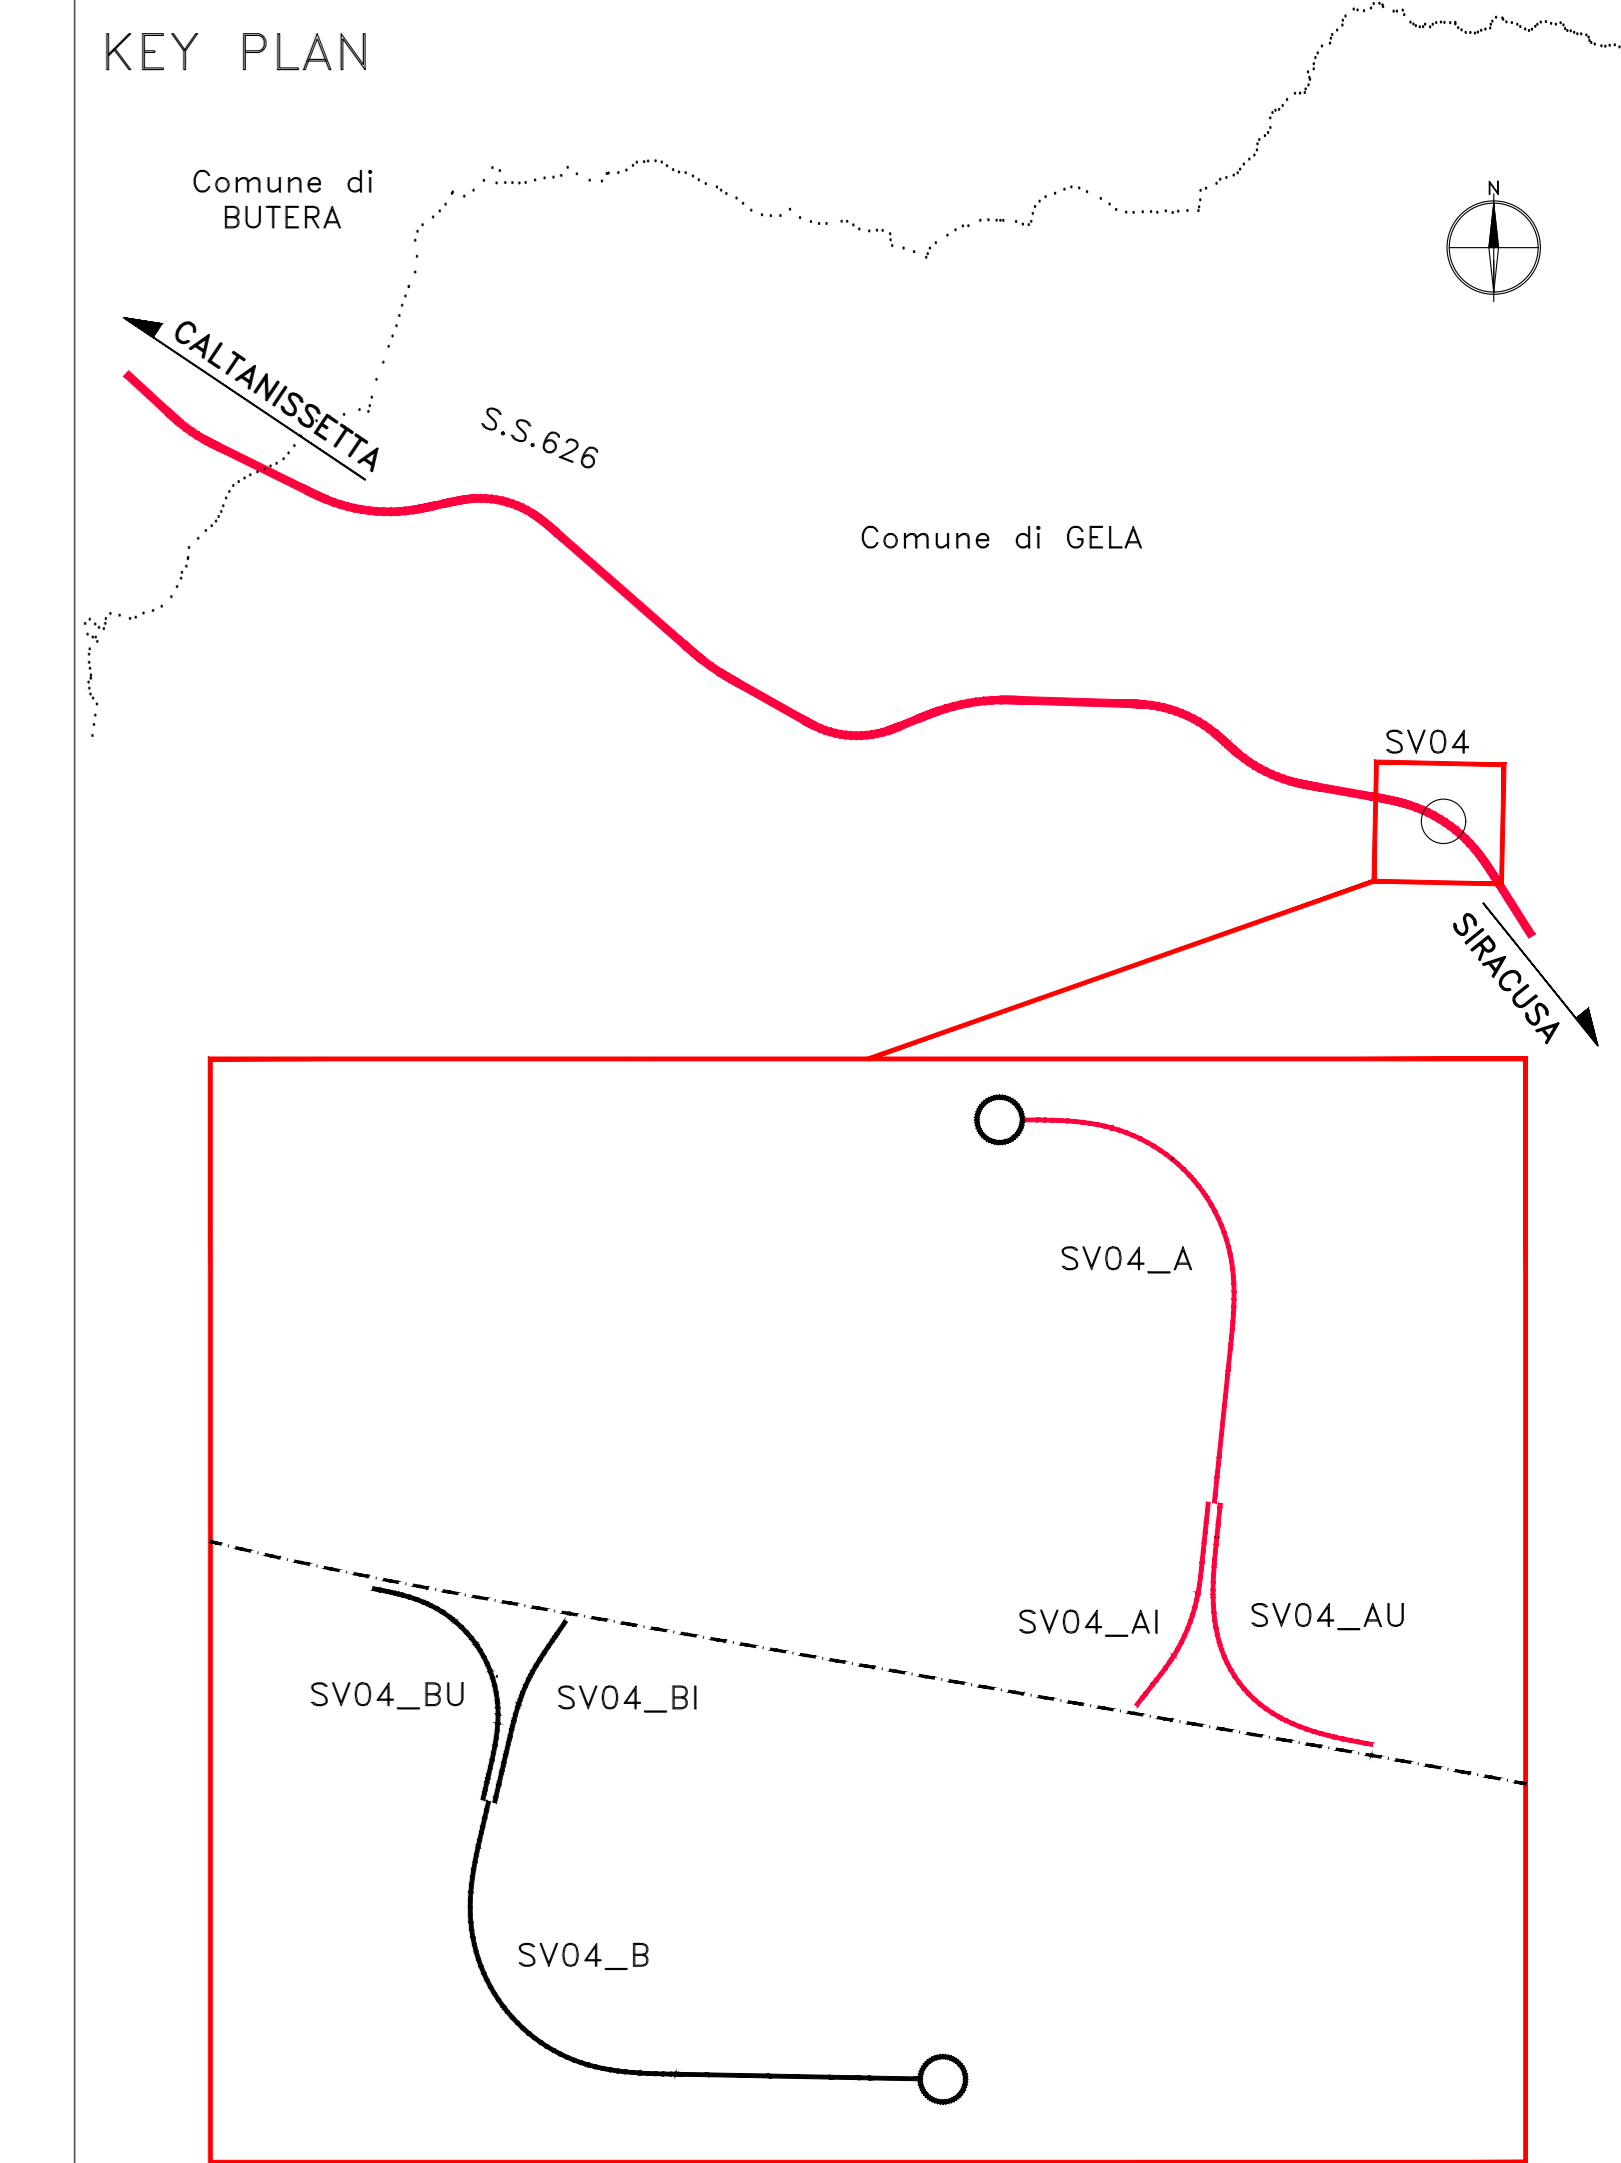 KEY PLAN
Comune di
BUTERA
N
CALTANISSETTA
S.S.626
Comune di GELA
SV04
SIRACUSA
SV04_A
SV04_AI
SV04_AU
SV04_BU
SV04_BI
SV04_B